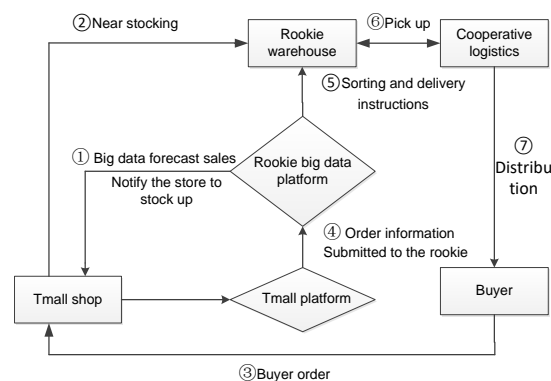 ②Near stocking
Rookie
warehouse
⑥Pick up
Cooperative
logistics
⑤Sorting and delivery
instructions
① Big data forecast sales
Notify the store to
stock up
Rookie big data
platform
⑦
Distribu
tion
④ Order information
Submitted to the rookie
Tmall shop
Tmall platform
Buyer
③Buyer order